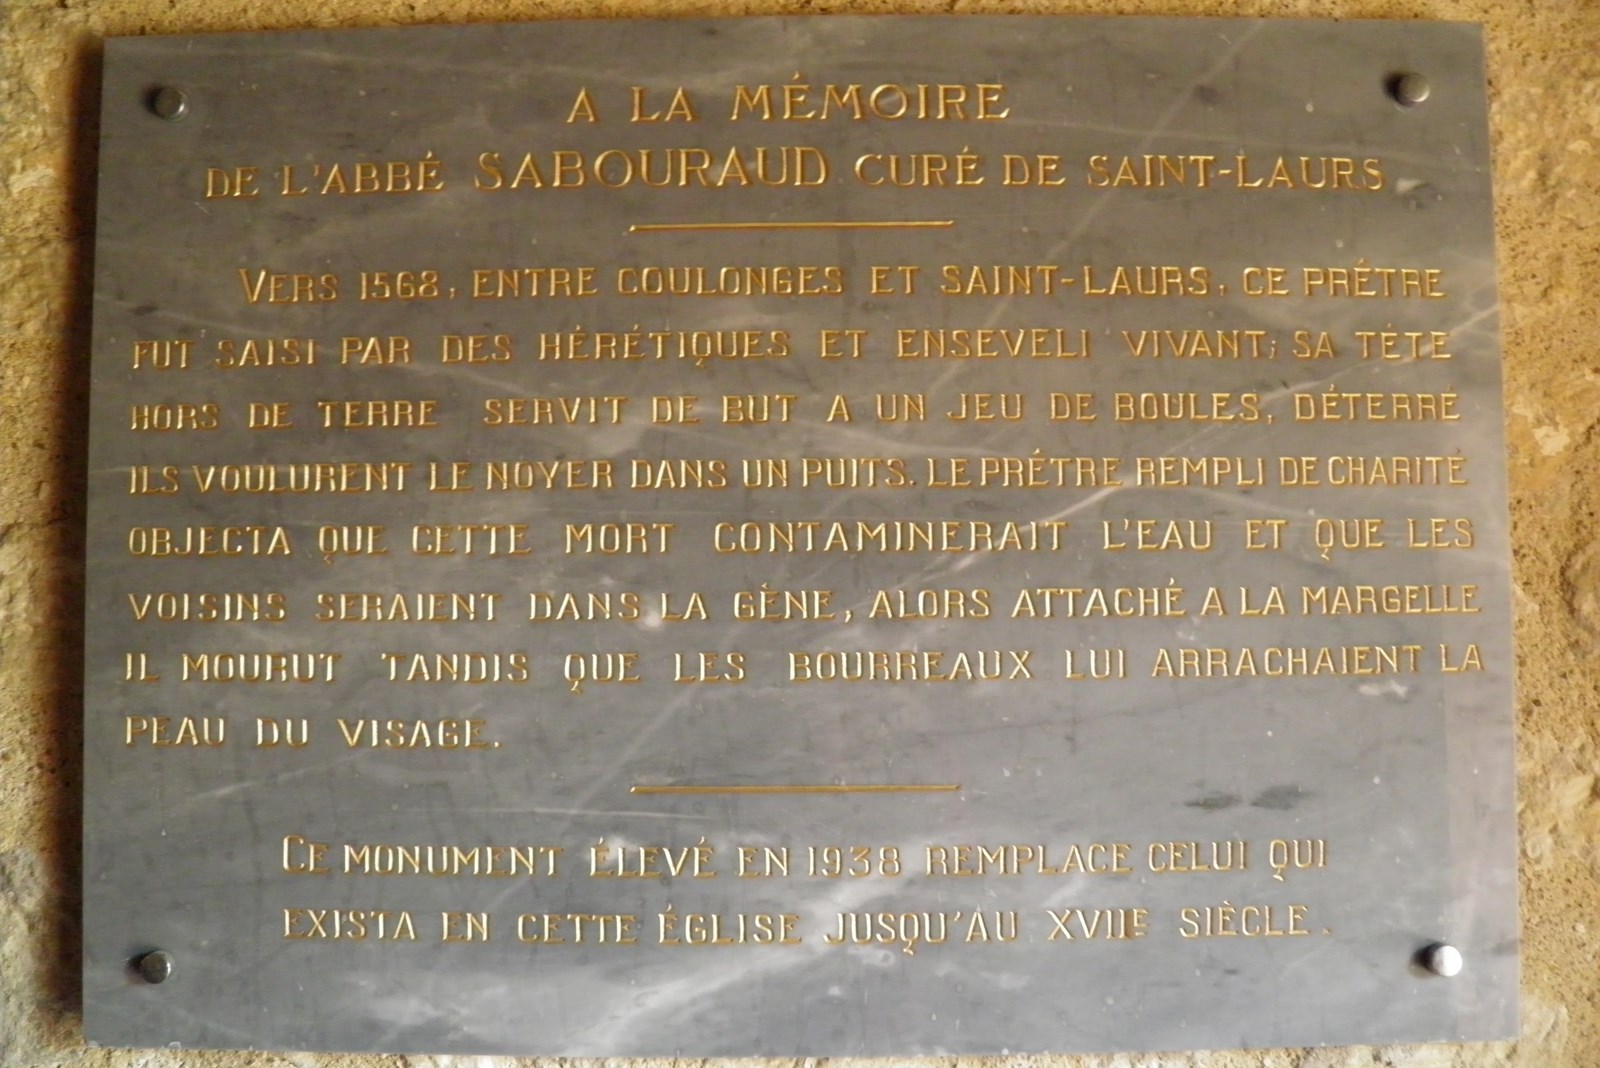 A LA MÉMOIRE
DE L'ABBÉ SABOURAUD CURÉ DE SAINT-LAURS
VERS 1568, ENTRE COULONGES ET SAINT-LAURS, CE PRÊTRE
FUT SAISI PAR DES HÉRÉTIQUES ET ENSEVELI VIVANT; SA TÊTE
HORS DE TERRE SERVIT DE BUT A UN JEU DE BOULES, DÉTERRÉ
ILS VOULURENT LE NOYER DANS UN PUITS. LE PRÊTRE REMPLI DE CHARITÉ
OBJECTA QUE CETTE MORT CONTAMINERAIT L'EAU ET QUE LES
VOISINS SERAIENT DANS LA GÈNE, ALORS ATTACHÉ A LA MARGELLE
IL MOURUT TANDIS QUE LES BOURREAUX LUI ARRACHAIENT LA
PEAU DU VISAGE.
CE MONUMENT ÉLEVÉ EN 1938 REMPLACE CELUI QUI
EXISTA EN CETTE ÉGLISE JUSQU'AU XVIIE SIÈCLE.